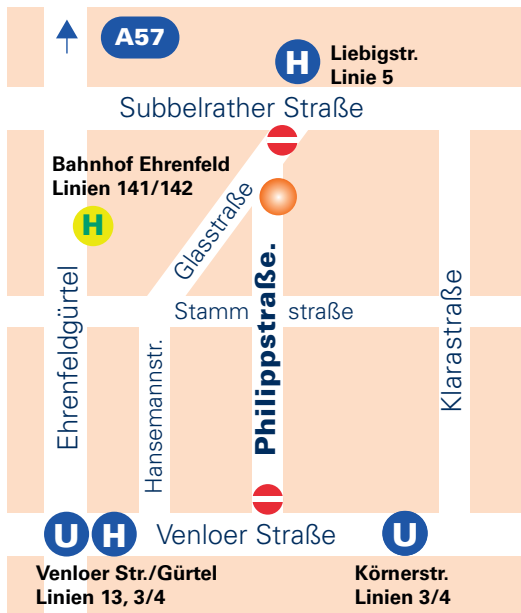 A57
H
Liebigstr.
Linie 5
Subbelrather Straße
Bahnhof Ehrenfeld
Linien 141/142
H
Glasstraße
Ehrenfeldgürtel
Stamm straße
Philippstraße.
Klarastraße
Hansemannstr.
U H Venloer Straße U
Venloer Str./Gürtel
Linien 13, 3/4
Körnerstr.
Linien 3/4